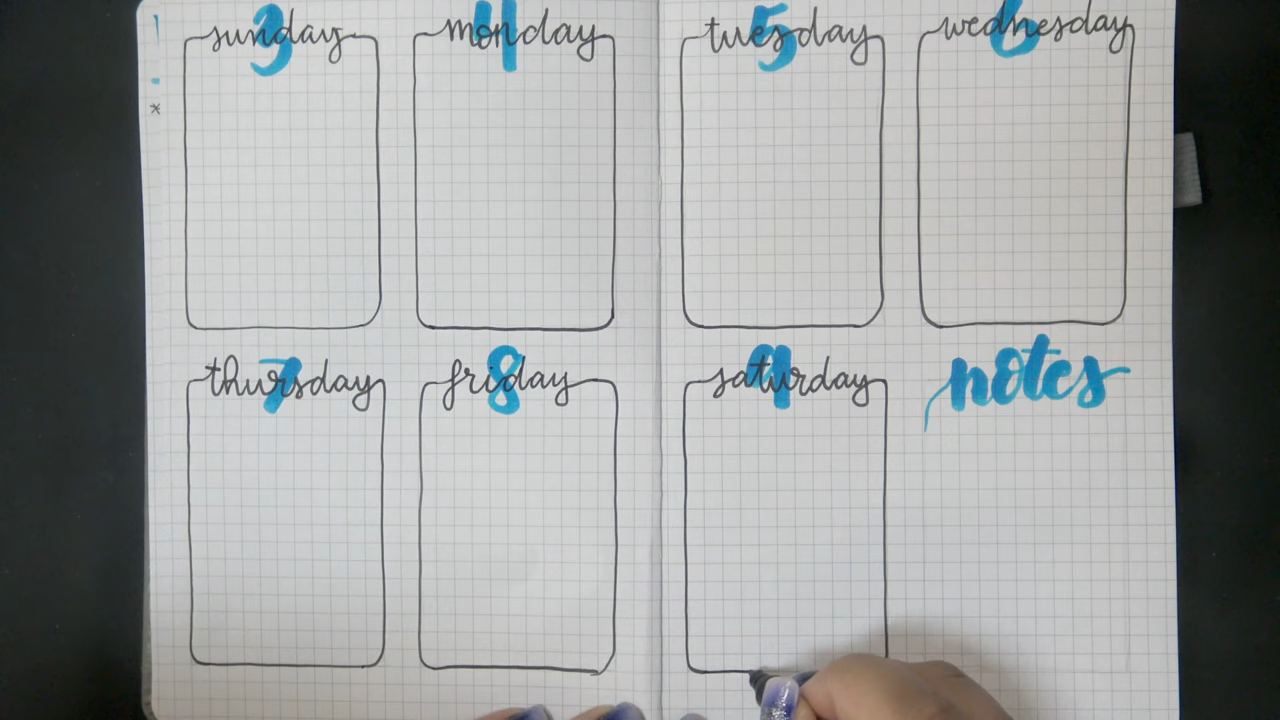 sunday 3
monday 4
tuesday 5
wednesday 6
thursday 7
friday 8
saturday 9
notes